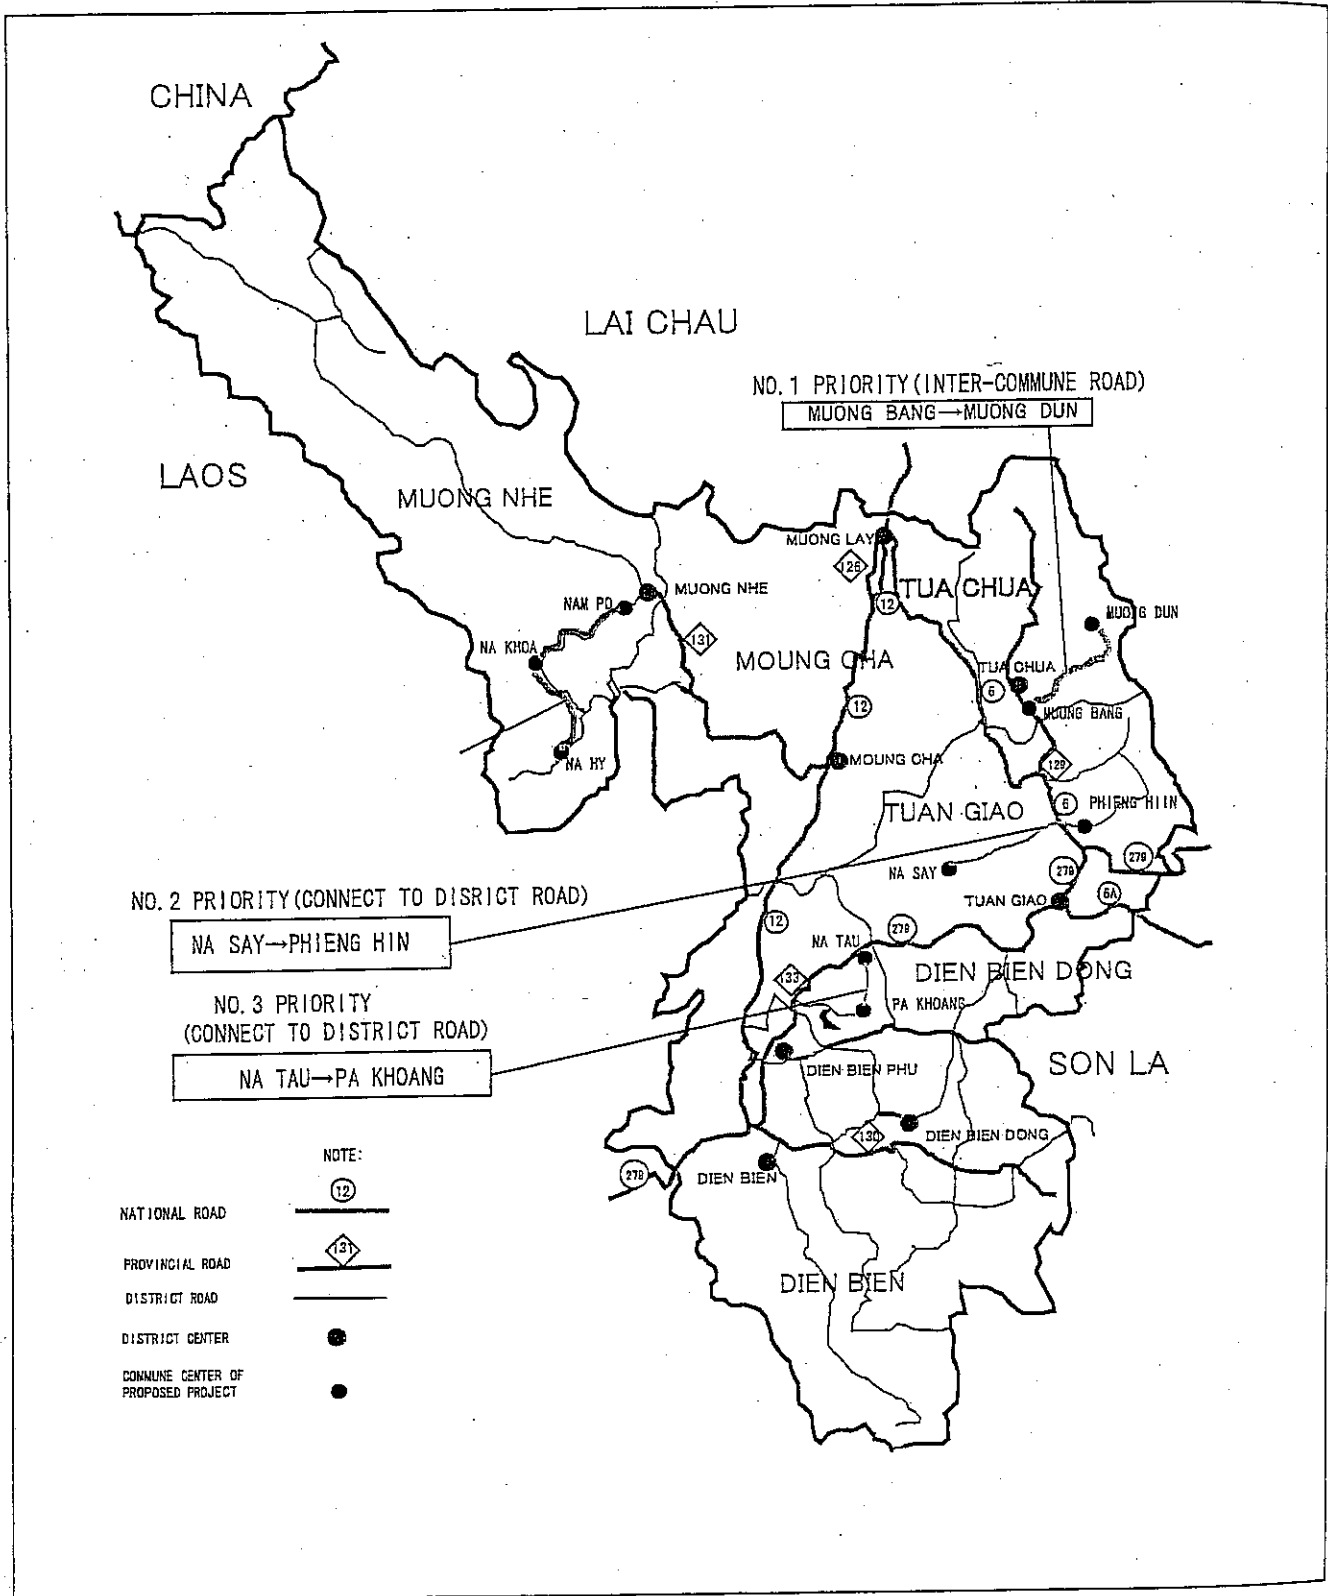 CHINA
LAI CHAU
NO. 1 PRIORITY(INTER-COMMUNE ROAD)
MUONG BANG→MUONG DUN
LAOS
MUONG NHE
MUONG LAY
126
TUA CHUA
12
MUONG NHE
NAM PO
MUONG DUN
131
NA KHOA
MOUNG CHA
TUA CHUA
6
12
MUONG BANG
NA HY
MOUNG CHA
129
TUAN GIAO
6
PHIENG HIIN
279
NA SAY
279
6A
NO. 2 PRIORITY(CONNECT TO DISRICT ROAD)
TUAN GIAO
12
NA SAY→PHIENG HIN
279
NA TAU
DIEN BIEN DONG
133
NO. 3 PRIORITY
PA KHOANG
(CONNECT TO DISTRICT ROAD)
SON LA
NA TAU→PA KHOANG
DIEN BIEN PHU
130
DIEN BIEN DONG
NOTE:
279
DIEN BIEN
12
NATIONAL ROAD
131
PROVINCIAL ROAD
DIEN BIEN
DISTRICT ROAD
DISTRICT CENTER
COMMUNE CENTER OF
PROPOSED PROJECT